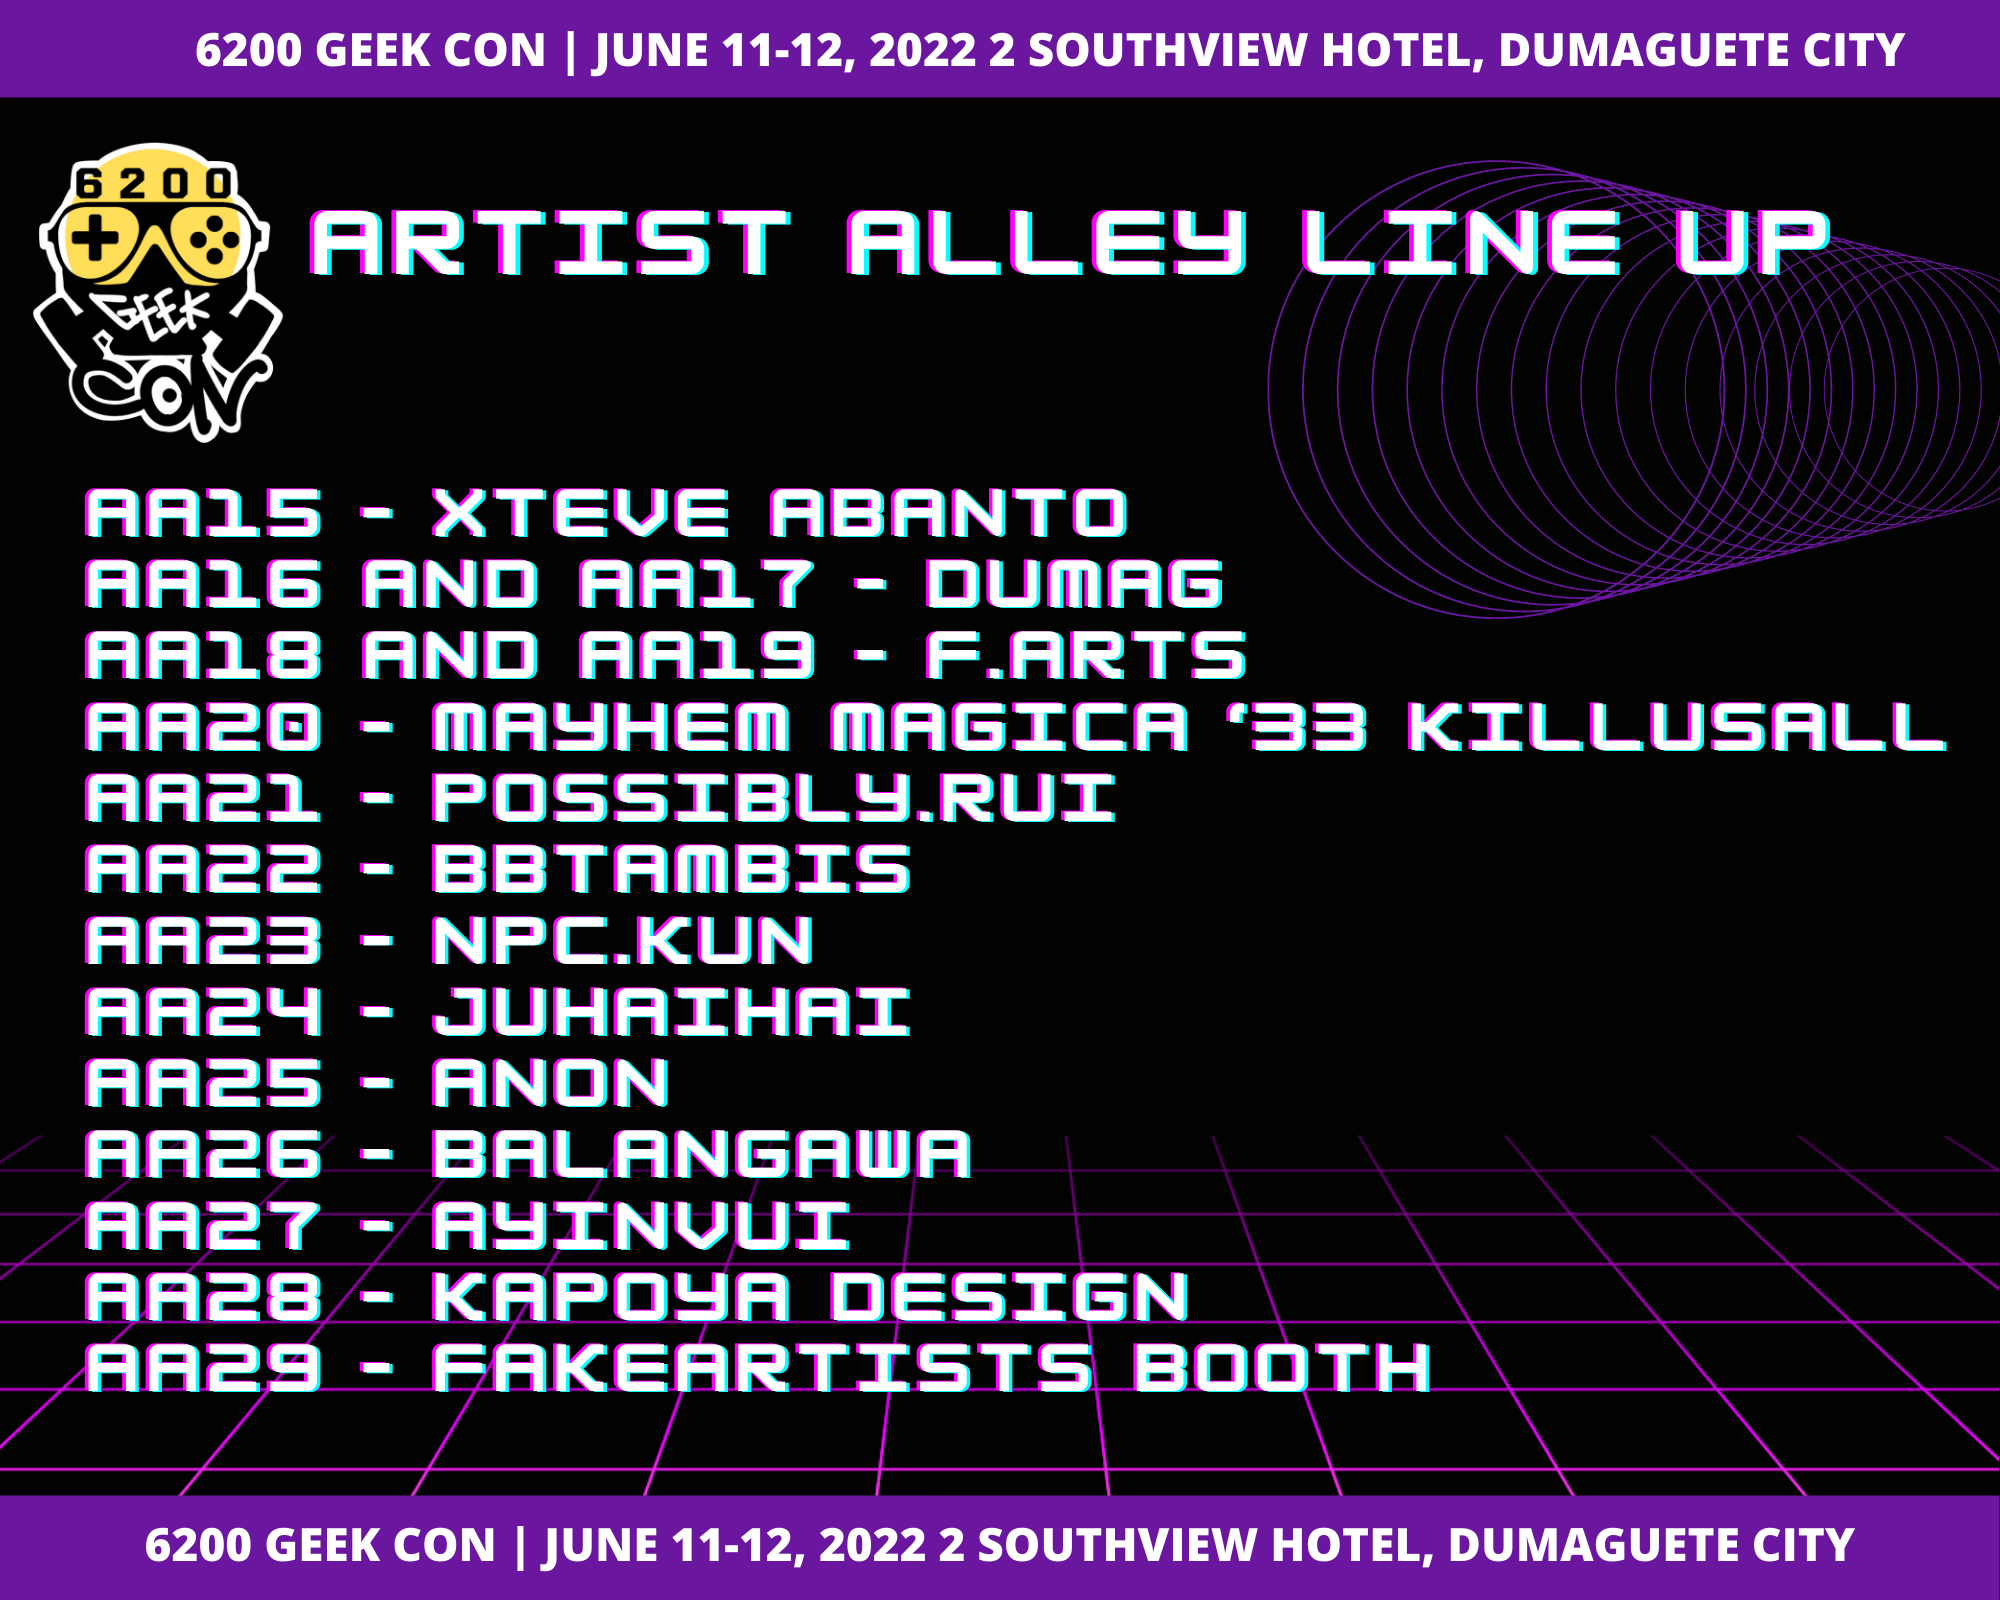 6200 GEEK CON | JUNE 11-12, 2022 2 SOUTHVIEW HOTEL, DUMAGUETE CITY
6200
GEEK
CON
ARTIST ALLEY LINE UP
AA15 - XTEVE ABANTO
AA16 AND AA17 - DUMAG
AA18 AND AA19 - F.ARTS
AA20 - MAYHEM MAGICA ‘33 KILLUSALL
AA21 - POSSIBLY.RUI
AA22 - BBTAMBIS
AA23 - NPC.KUN
AA24 - JUHAIHAI
AA25 - ANON
AA26 - BALANGAWA
AA27 - AYINVUI
AA28 - KAPOYA DESIGN
AA29 - FAKEARTISTS BOOTH
6200 GEEK CON | JUNE 11-12, 2022 2 SOUTHVIEW HOTEL, DUMAGUETE CITY